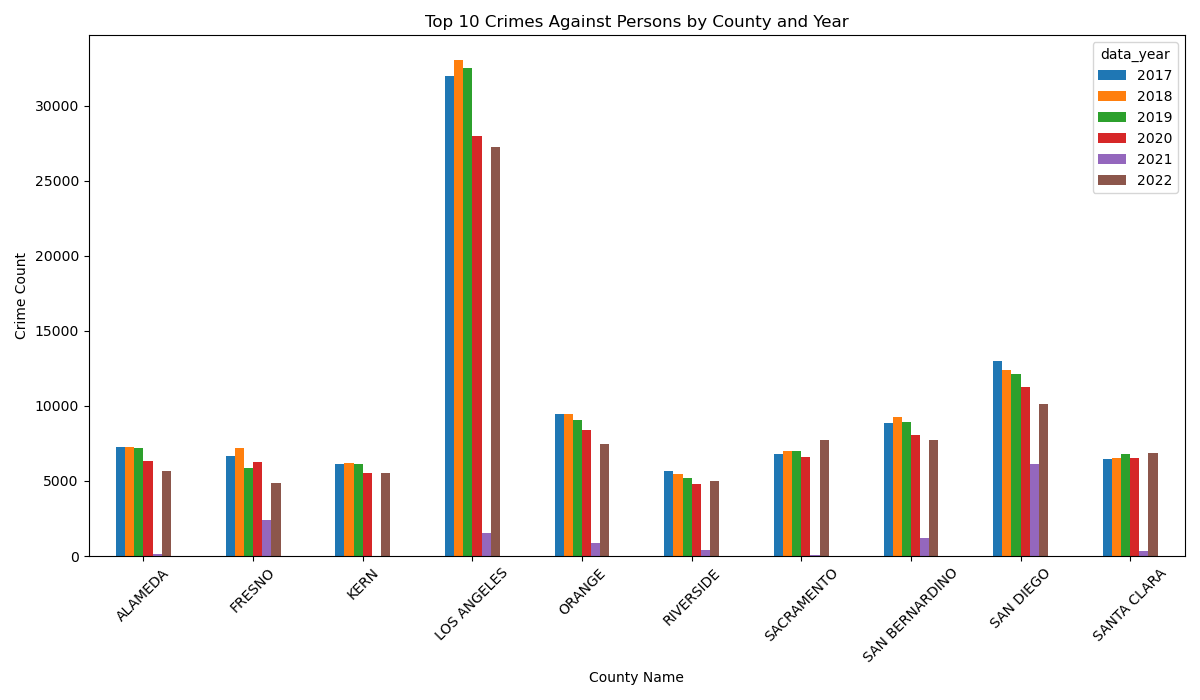 Top 10 Crimes Against Persons by County and Year
data_year
2017
2018
2019
2020
2021
2022
Crime Count
30000
25000
20000
15000
10000
5000
0
ALAMEDA
FRESNO
KERN
LOS ANGELES
ORANGE
RIVERSIDE
SACRAMENTO
SAN BERNARDINO
SAN DIEGO
SANTA CLARA
County Name